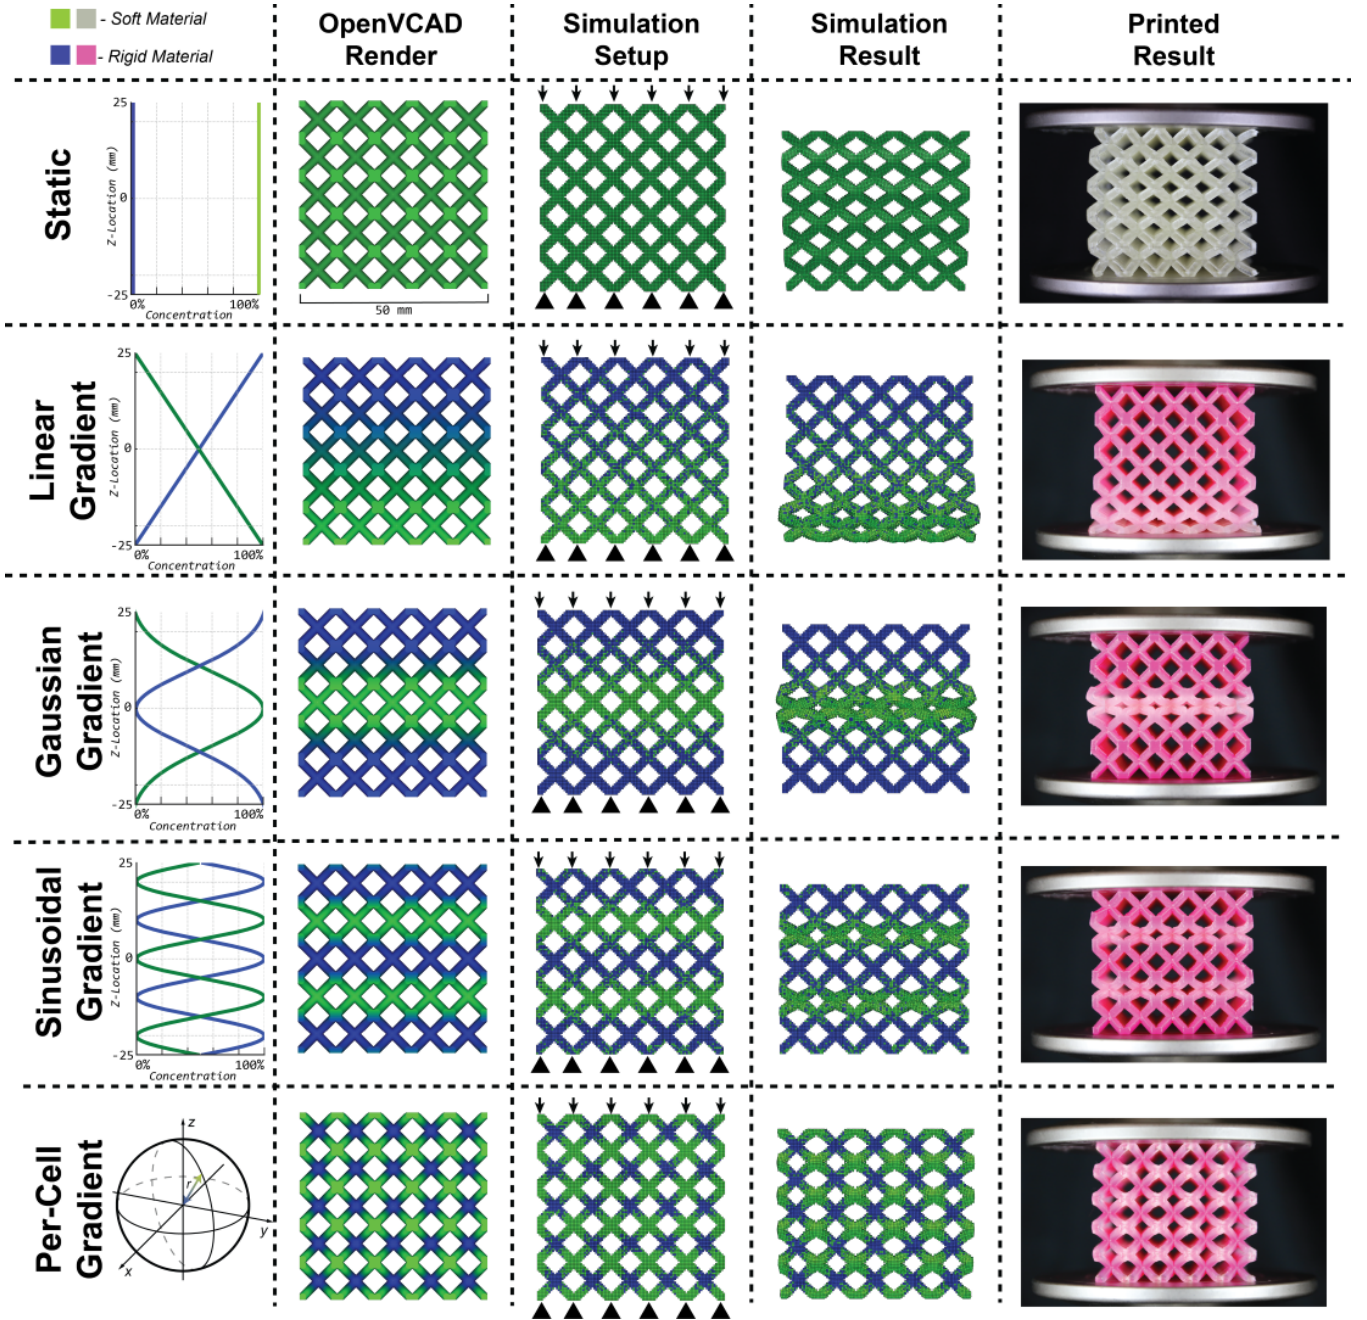 - Soft Material
- Rigid Material
OpenVCAD
Render
Simulation
Setup
Simulation
Result
Printed
Result
Static
Z-Location (mm)
25
0
-25
0%
100%
Concentration
50 mm
Linear
Gradient
Z-Location (mm)
25
0
-25
0%
100%
Concentration
Gaussian
Gradient
Z-Location (mm)
25
0
-25
0%
100%
Concentration
Sinusoidal
Gradient
Z-Location (mm)
25
0
-25
0%
100%
Concentration
Per-Cell
Gradient
z
r
y
x